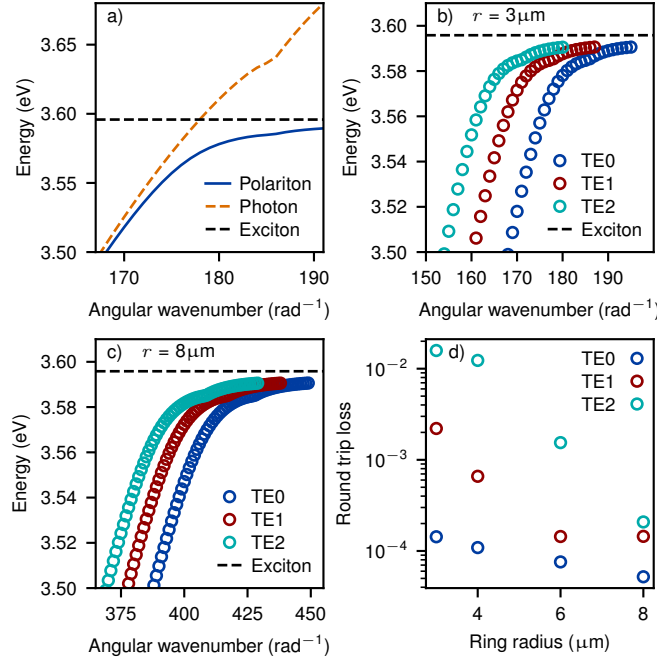 a)
3.65
3.60
3.55
3.50
Energy (eV)
Polariton
Photon
Exciton
170
180
190
Angular wavenumber (rad⁻¹)
b)
r = 3μm
3.60
3.58
3.56
3.54
3.52
3.50
Energy (eV)
TE0
TE1
TE2
Exciton
150
160
170
180
190
Angular wavenumber (rad⁻¹)
c)
r = 8μm
3.60
3.58
3.56
3.54
3.52
3.50
Energy (eV)
TE0
TE1
TE2
Exciton
375
400
425
450
Angular wavenumber (rad⁻¹)
d)
TE0
TE1
TE2
10⁻²
10⁻³
10⁻⁴
Round trip loss
4
6
8
Ring radius (μm)